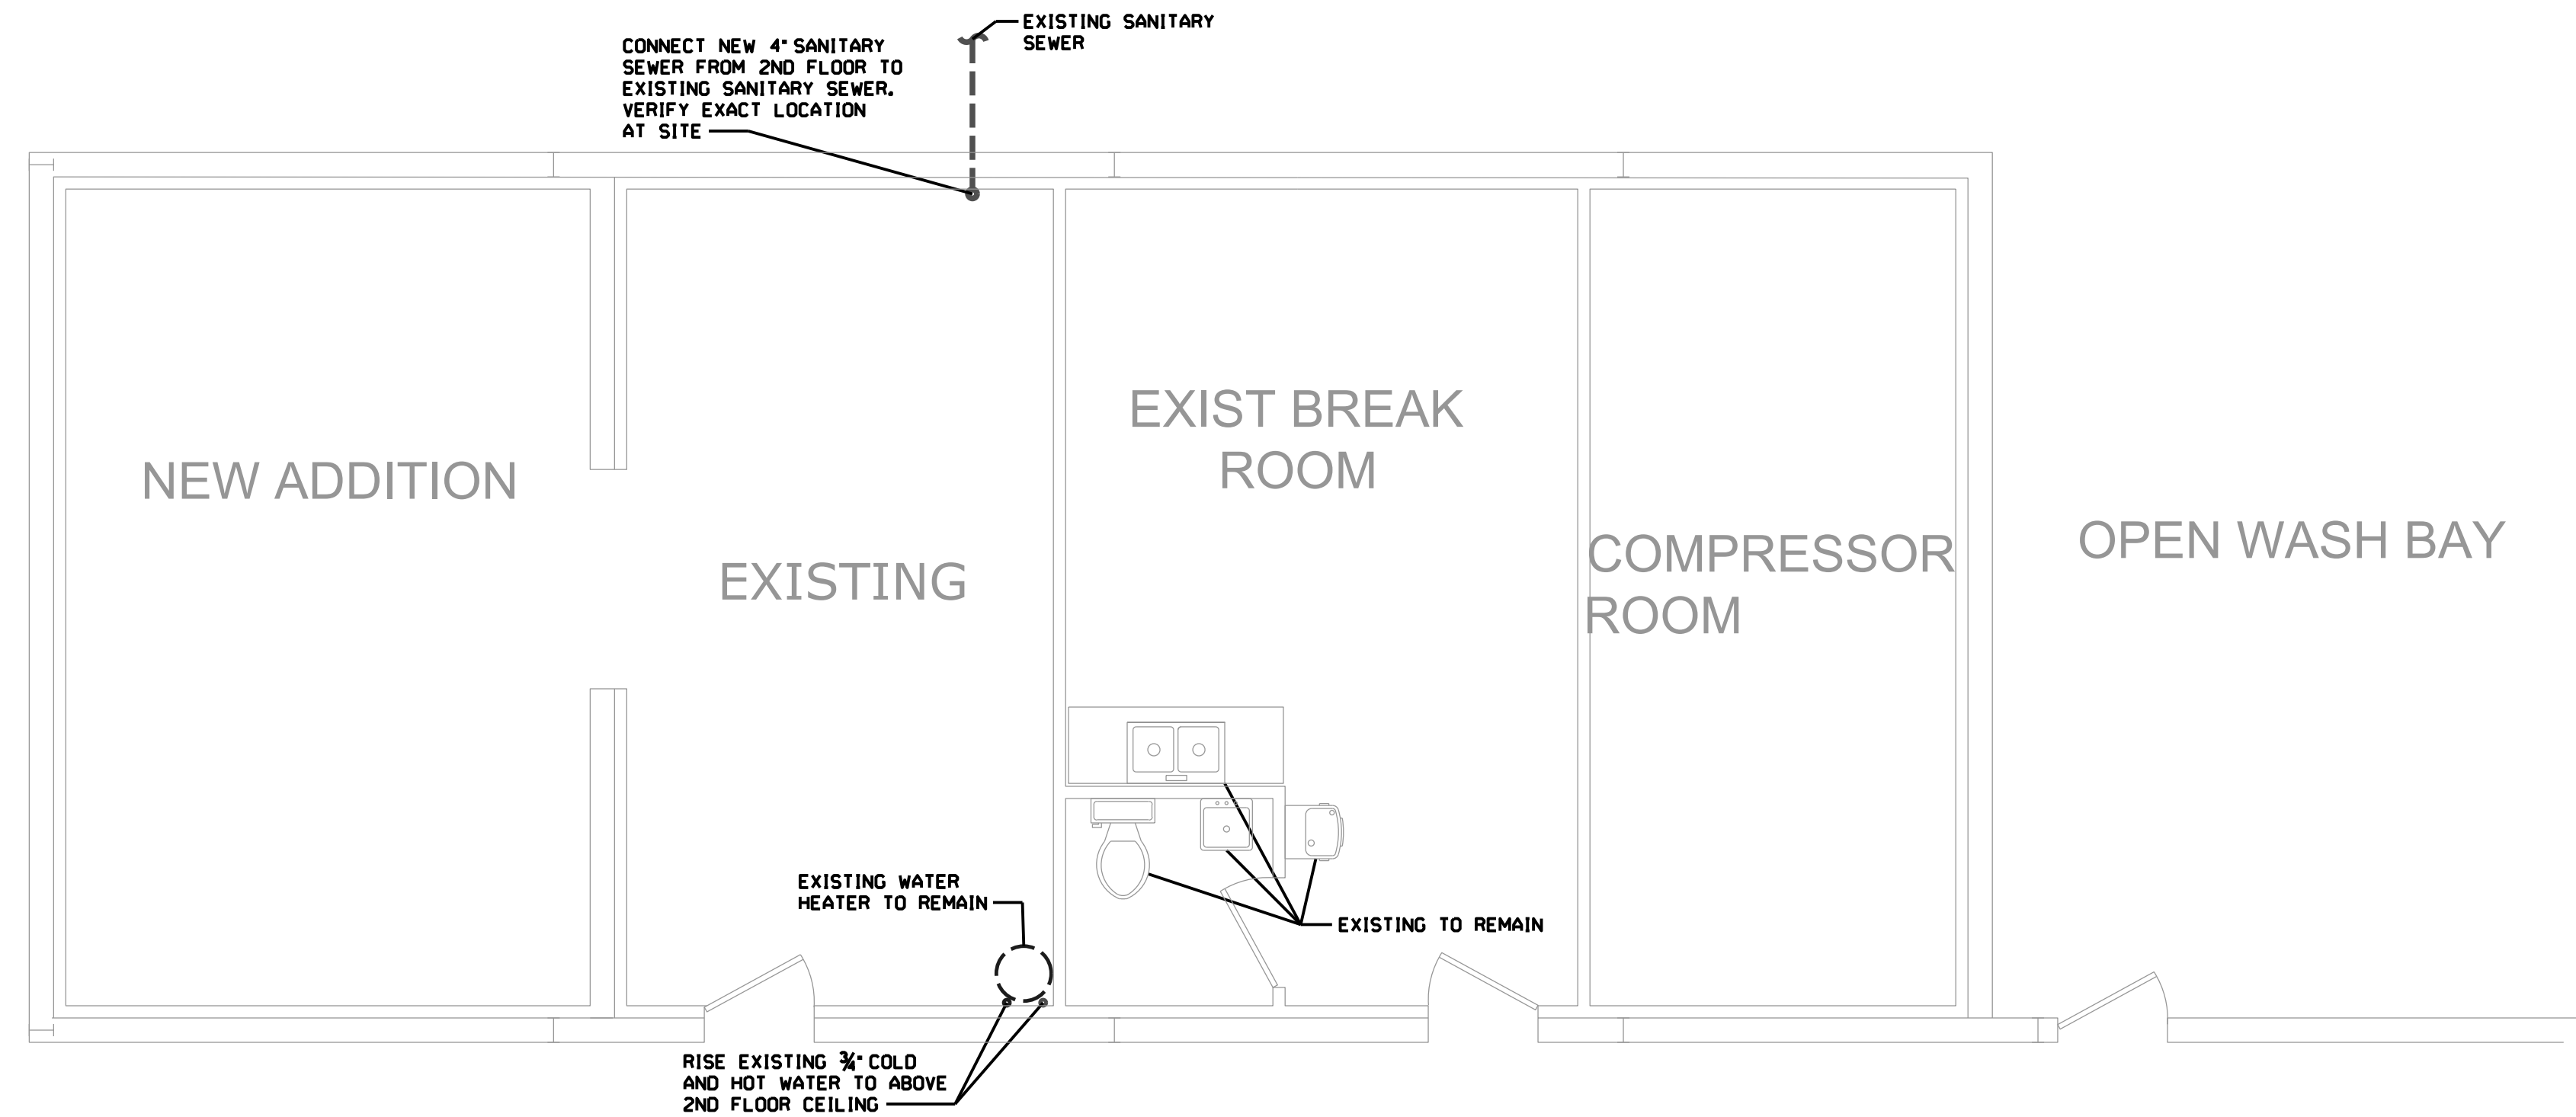 EXISTING SANITARY
SEWER
CONNECT NEW 4" SANITARY
SEWER FROM 2ND FLOOR TO
EXISTING SANITARY SEWER.
VERIFY EXACT LOCATION
AT SITE
NEW ADDITION
EXISTING
EXIST BREAK
ROOM
COMPRESSOR
ROOM
OPEN WASH BAY
EXISTING WATER
HEATER TO REMAIN
EXISTING TO REMAIN
RISE EXISTING ¾" COLD
AND HOT WATER TO ABOVE
2ND FLOOR CEILING